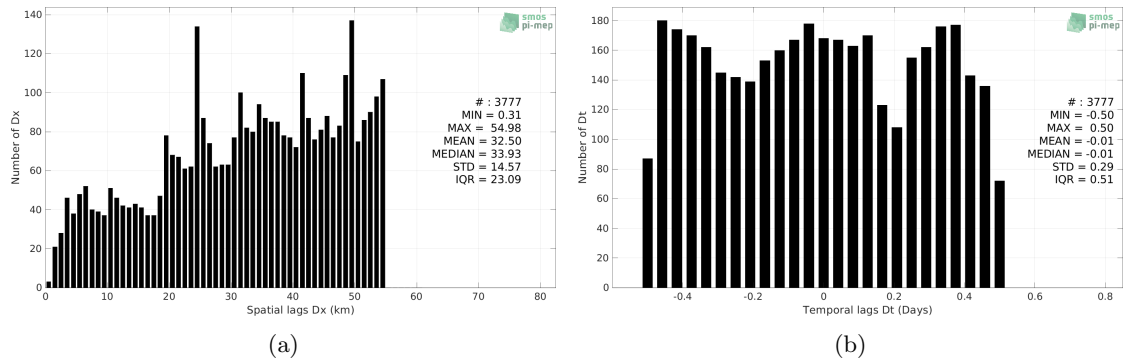 smos
pi-mep
140
120
100
80
60
40
20
0
Number of Dx
# : 3777
MIN = 0.31
MAX = 54.98
MEAN = 32.50
MEDIAN = 33.93
STD = 14.57
IQR = 23.09
0 10 20 30 40 50 60 70 80
Spatial lags Dx (km)
(a)
smos
pi-mep
180
160
140
120
100
80
60
40
20
0
Number of Dt
# : 3777
MIN = -0.50
MAX = 0.50
MEAN = -0.01
MEDIAN = -0.01
STD = 0.29
IQR = 0.51
-0.4 -0.2 0 0.2 0.4 0.6 0.8
Temporal lags Dt (Days)
(b)